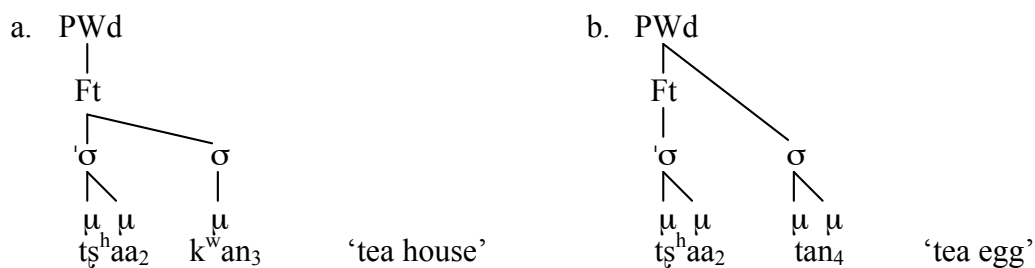 a. PWd b. PWd
Ft Ft
ˈσ σ ˈσ σ
μ μ μ μ μ μ μ
tʂʰaa₂ kʷan₃ ‘tea house’ tʂʰaa₂ tan₄ ‘tea egg’